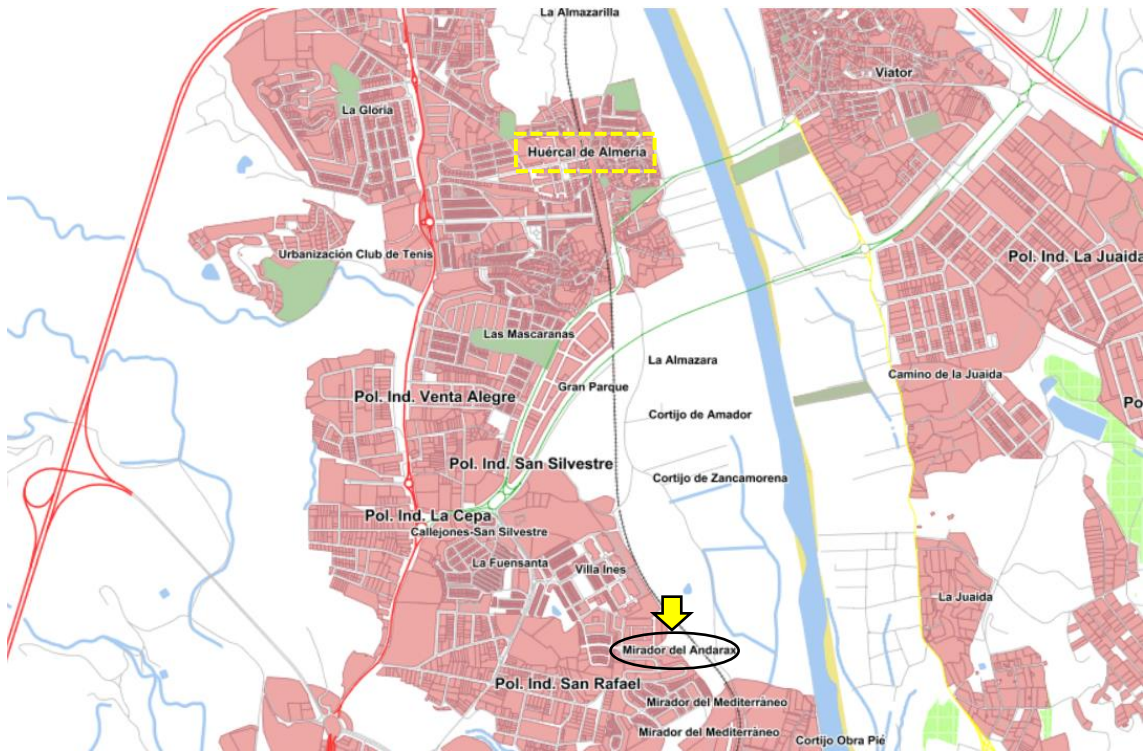 La Almazarilla
Viator
La Gloria
Huércal de Almería
Urbanización Club de Tenis
Pol. Ind. La Juaida
Las Mascaranas
La Almazara
Camino de la Juaida
Gran Parque
Pol. Ind. Venta Alegre
Po
Cortijo de Amador
Pol. Ind. San Silvestre
Cortijo de Zancamorena
Pol. Ind. La Cepa
Callejones-San Silvestre
La Fuensanta
Villa Ines
La Juaida
Mirador del Andarax
Pol. Ind. San Rafael
Mirador del Mediterráneo
Mirador del Mediterráneo
Cortijo Obra Pié